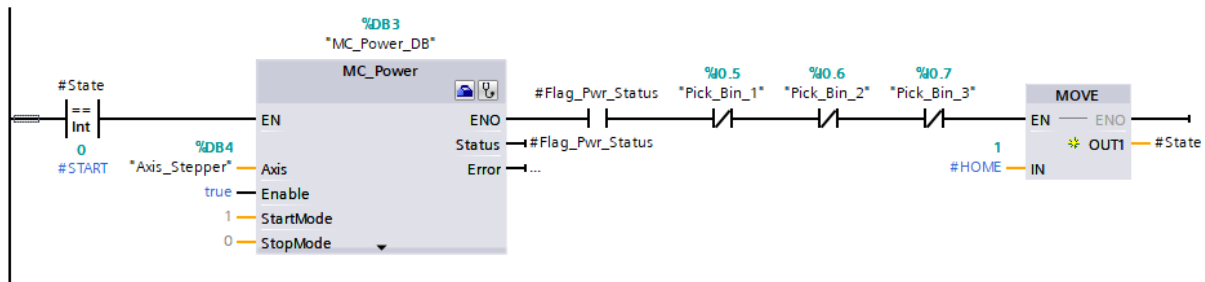 %DB3
"MC_Power_DB"
MC_Power
#State
==
Int
0
#START
EN
ENO
%DB4
"Axis_Stepper"
Axis
Status
#Flag_Pwr_Status
true
Enable
Error
...
1
StartMode
0
StopMode
#Flag_Pwr_Status
%I0.5
"Pick_Bin_1"
%I0.6
"Pick_Bin_2"
%I0.7
"Pick_Bin_3"
MOVE
EN
ENO
OUT1
#State
1
#HOME
IN